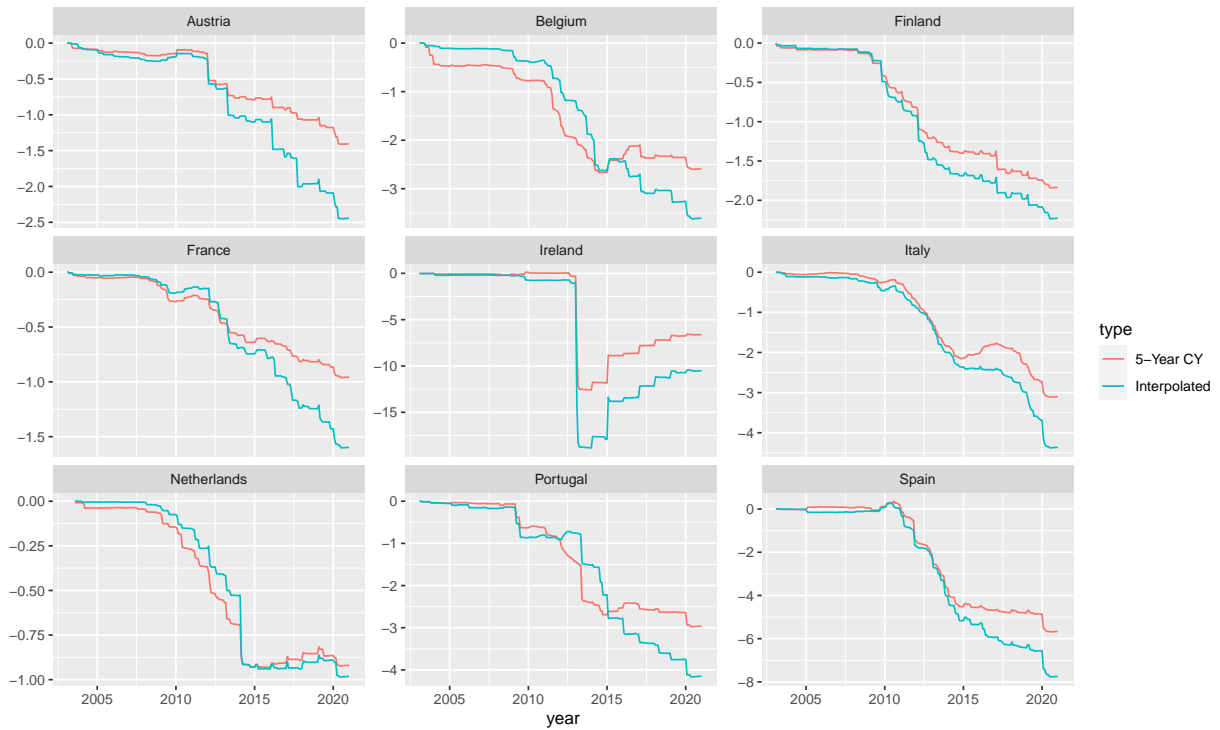 Austria
Belgium
Finland
0.0
−0.5
−1.0
−1.5
−2.0
−2.5
0
−1
−2
−3
0.0
−0.5
−1.0
−1.5
−2.0
France
Ireland
Italy
0.0
−0.5
−1.0
−1.5
0
−5
−10
−15
0
−1
−2
−3
−4
type
5−Year CY
Interpolated
Netherlands
Portugal
Spain
0.00
−0.25
−0.50
−0.75
−1.00
0
−1
−2
−3
−4
0
−2
−4
−6
−8
2005 2010 2015 2020
2005 2010 2015 2020
2005 2010 2015 2020
year